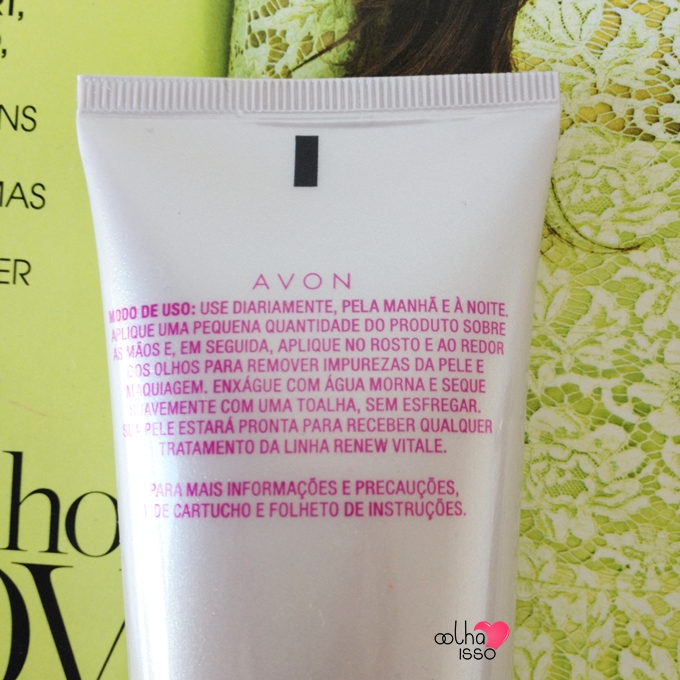 AVON
MODO DE USO: USE DIARIAMENTE, PELA MANHÃ E À NOITE.
APLIQUE UMA PEQUENA QUANTIDADE DO PRODUTO SOBRE
AS MÃOS E, EM SEGUIDA, APLIQUE NO ROSTO E AO REDOR
DOS OLHOS PARA REMOVER IMPUREZAS DA PELE E
MAQUIAGEM. ENXÁGUE COM ÁGUA MORNA E SEQUE
SUAVEMENTE COM UMA TOALHA, SEM ESFREGAR.
SUA PELE ESTARÁ PRONTA PARA RECEBER QUALQUER
TRATAMENTO DA LINHA RENEW VITALE.
PARA MAIS INFORMAÇÕES E PRECAUÇÕES,
DE CARTUCHO E FOLHETO DE INSTRUÇÕES.
NS
MAS
ER
ho
OV
oolha
isso